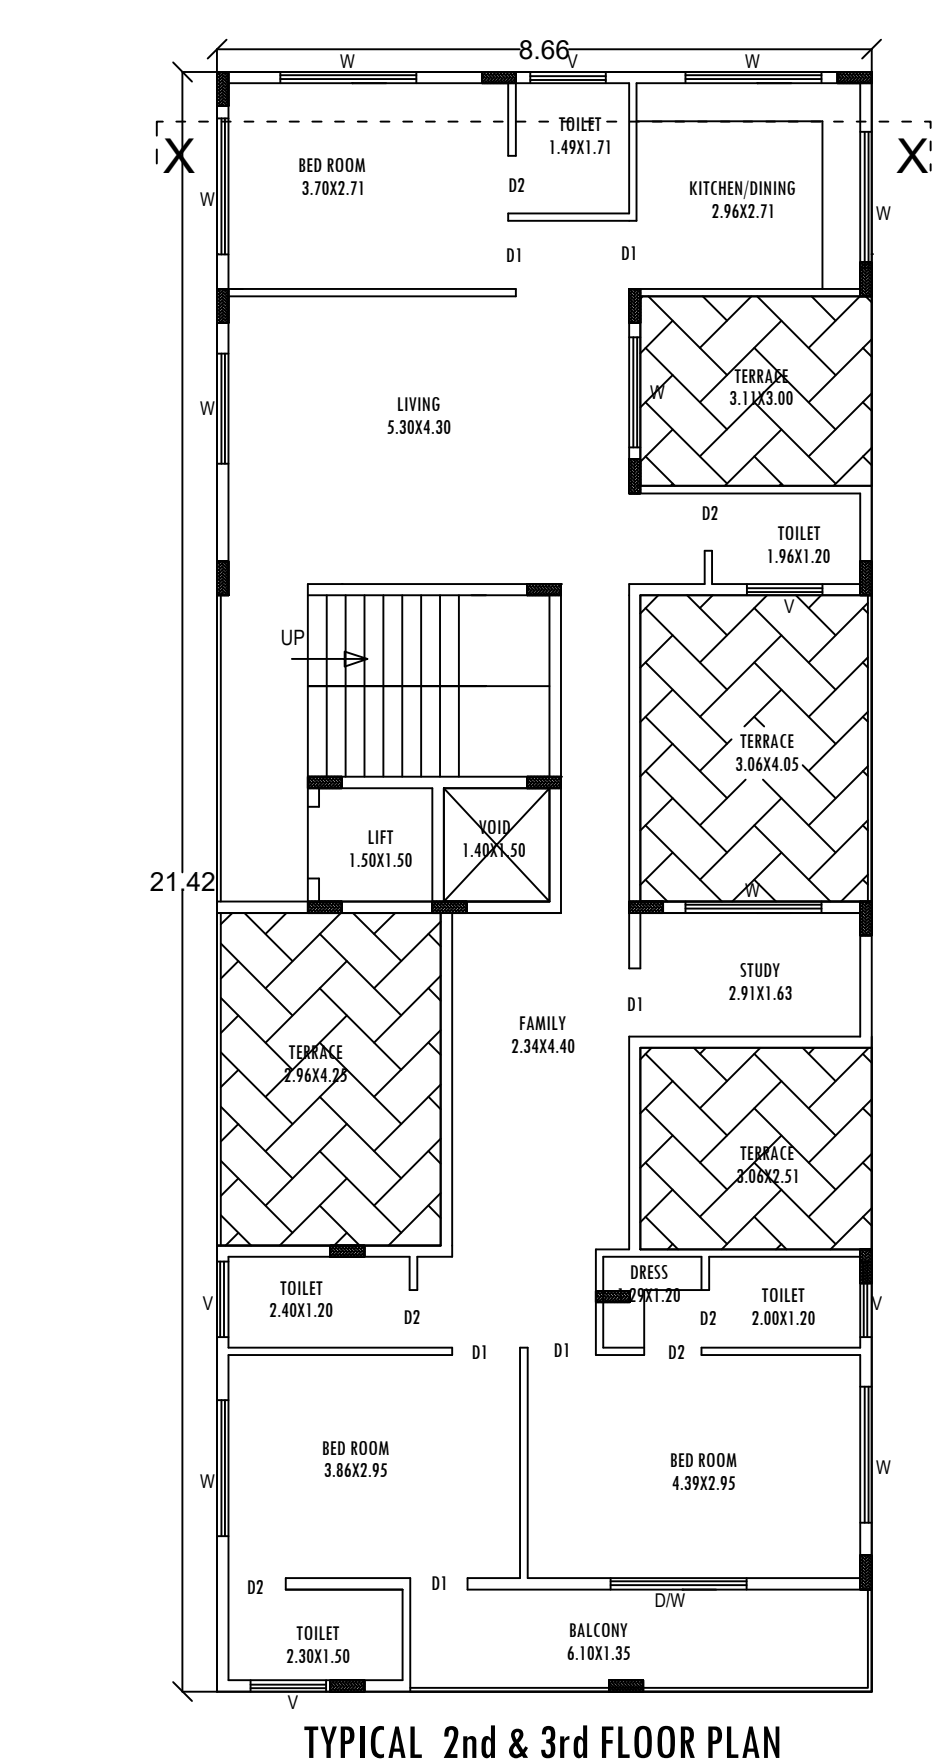 8.66
W
V
W
TOILET
1.49X1.71
X
X
BED ROOM
3.70X2.71
D2
KITCHEN/DINING
2.96X2.71
W
W
D1
D1
TERRACE
3.11X3.00
W
W
LIVING
5.30X4.30
D2
TOILET
1.96X1.20
V
UP
TERRACE
3.06X4.05
VOID
1.40X1.50
LIFT
1.50X1.50
21.42
W
STUDY
2.91X1.63
D1
FAMILY
2.34X4.40
TERRACE
2.96X4.25
TERRACE
3.06X2.51
DRESS
1.29X1.20
TOILET
2.40X1.20
TOILET
2.00X1.20
V
V
D2
D2
D1
D1
D2
BED ROOM
3.86X2.95
BED ROOM
4.39X2.95
W
W
D2
D1
D/W
TOILET
2.30X1.50
BALCONY
6.10X1.35
V
TYPICAL 2nd & 3rd FLOOR PLAN